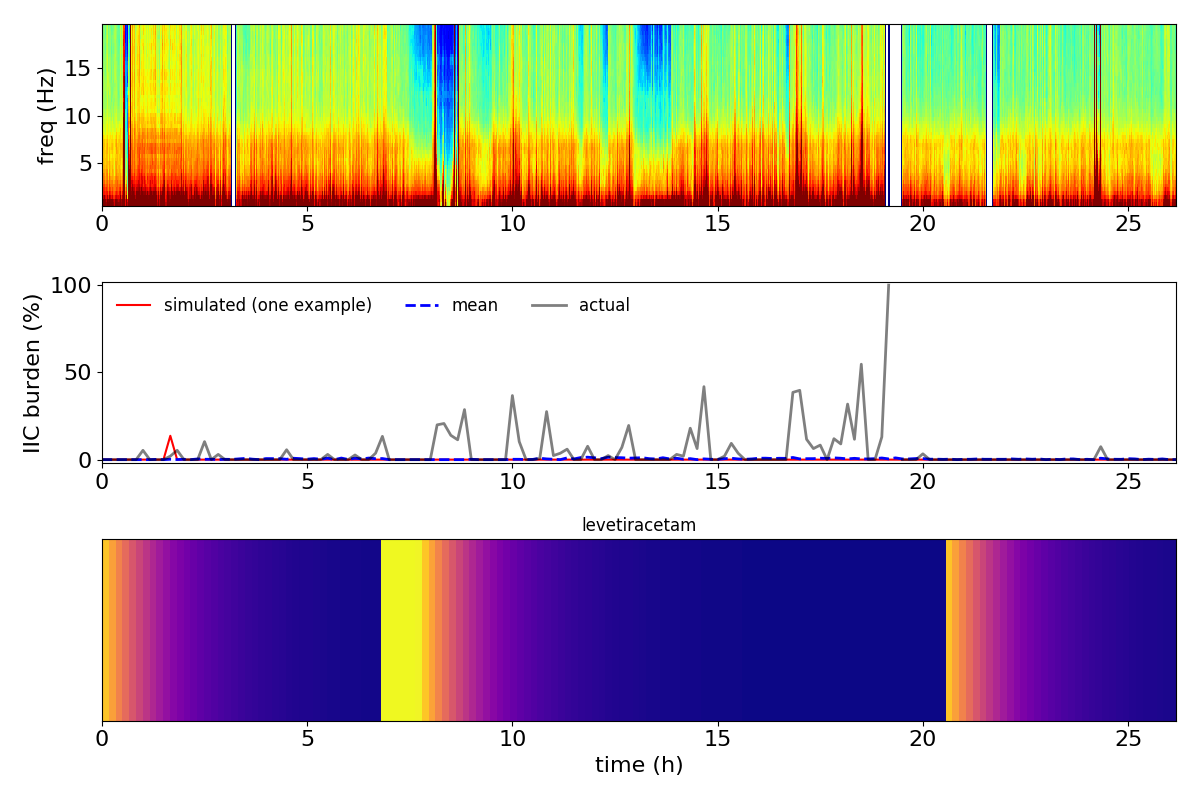 freq (Hz)
15
10
5
0 5 10 15 20 25
IIC burden (%)
100
50
0
simulated (one example) mean actual
0 5 10 15 20 25
levetiracetam
0 5 10 15 20 25
time (h)